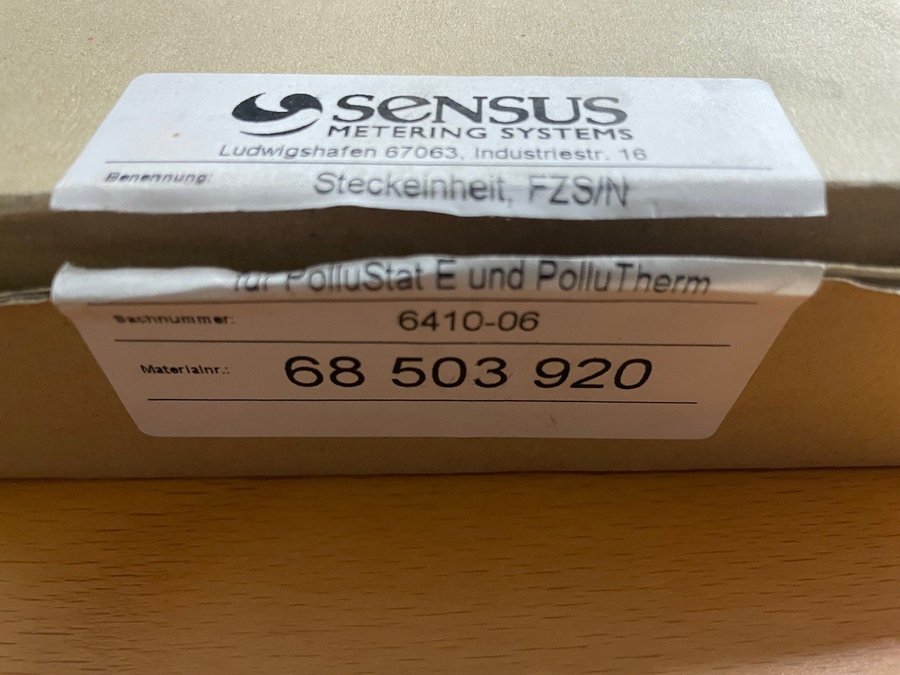 SENSUS
METERING SYSTEMS
Ludwigshafen 67063, Industriestr. 16
Benennung: Steckeinheit, FZS/N
für PolluStat E und PolluTherm
Sachnummer: 6410-06
Materialnr.: 68 503 920